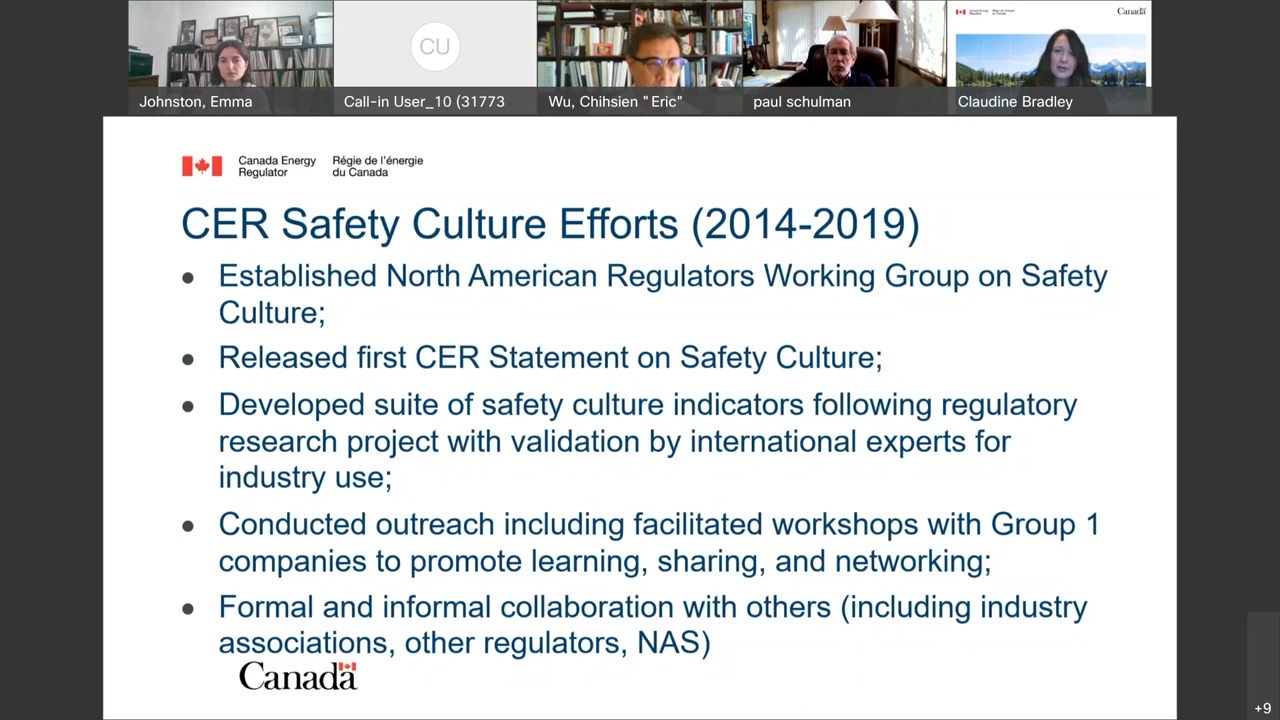 CU
Canada
Johnston, Emma
Call-in User_10 (31773
Wu, Chihsien "Eric"
paul schulman
Claudine Bradley
Canada Energy Regulator
Régie de l'énergie du Canada
CER Safety Culture Efforts (2014-2019)
• Established North American Regulators Working Group on Safety
Culture;
• Released first CER Statement on Safety Culture;
• Developed suite of safety culture indicators following regulatory
research project with validation by international experts for
industry use;
• Conducted outreach including facilitated workshops with Group 1
companies to promote learning, sharing, and networking;
• Formal and informal collaboration with others (including industry
associations, other regulators, NAS)
Canada
+9